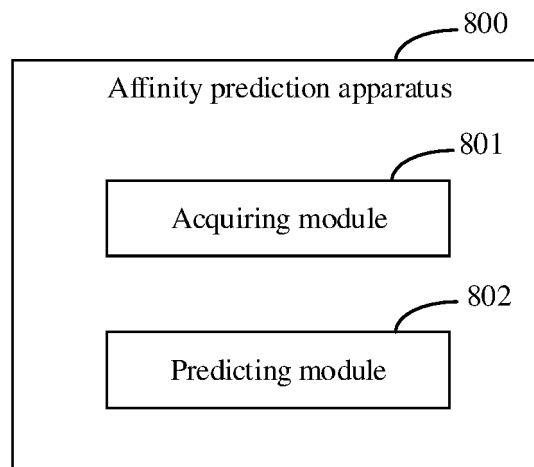 800
Affinity prediction apparatus
801
Acquiring module
802
Predicting module